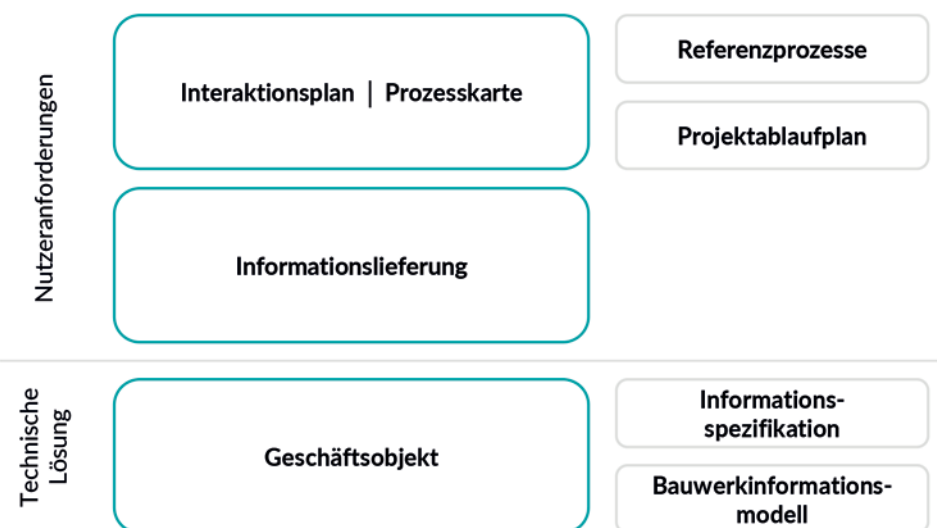 Nutzeranforderungen
Interaktionsplan | Prozesskarte
Referenzprozesse
Projektablaufplan
Informationslieferung
Technische
Lösung
Geschäftsobjekt
Informations-
spezifikation
Bauwerkinformations-
modell